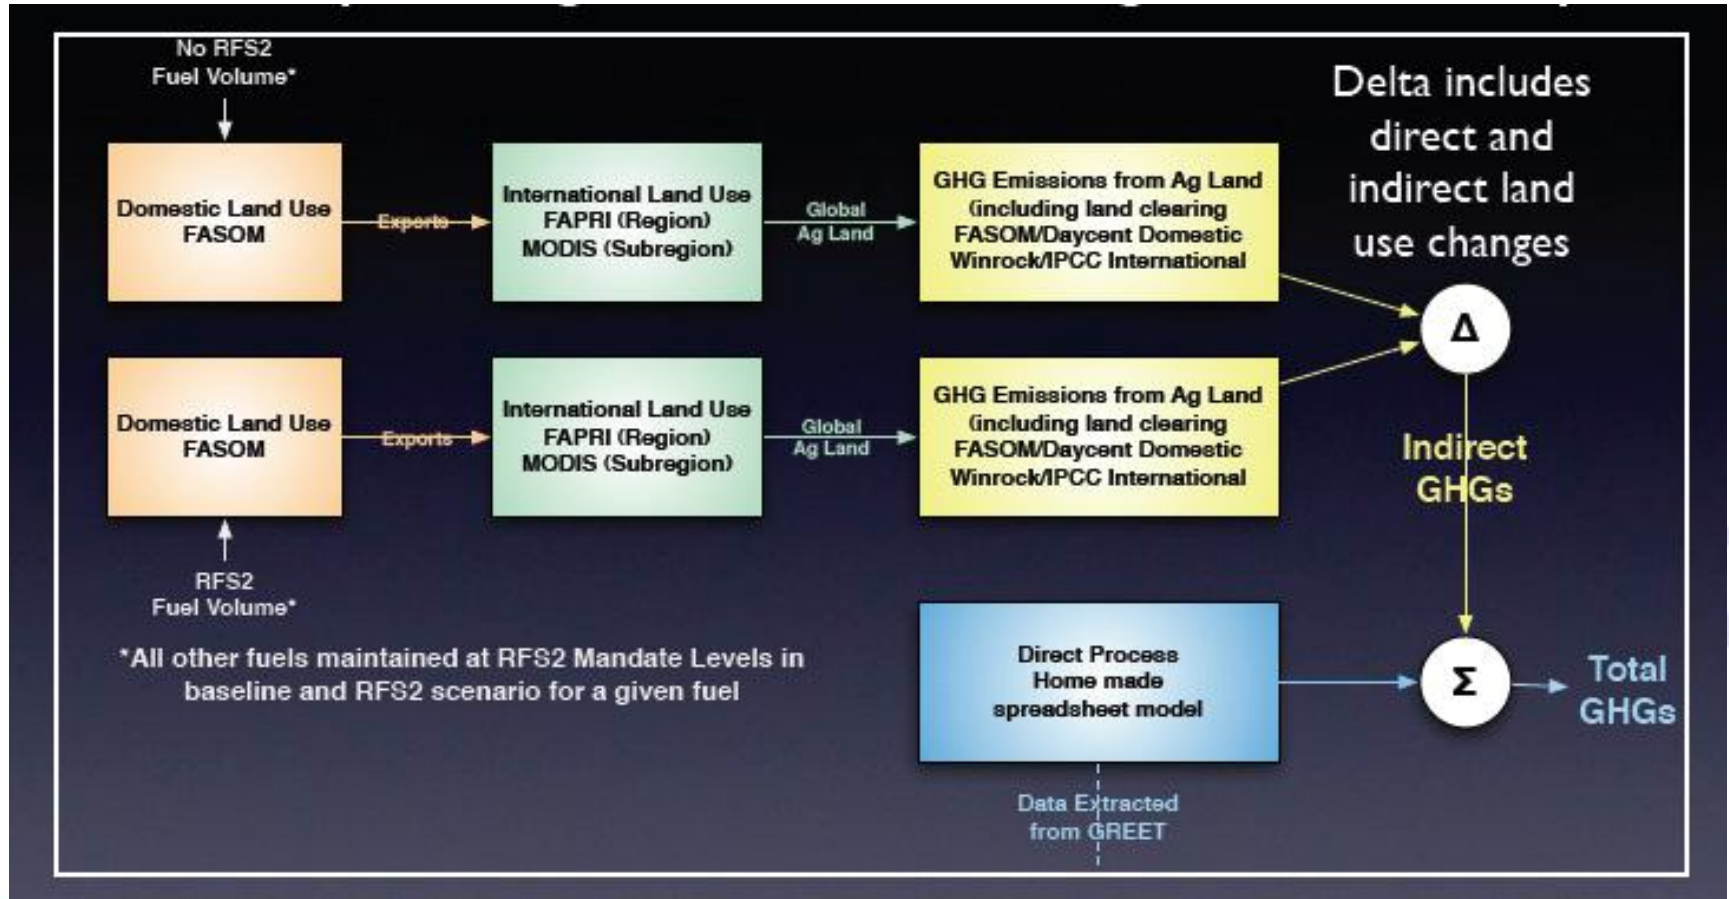 No RFS2
Fuel Volume*
Delta includes
direct and
indirect land
use changes
Domestic Land Use
FASOM
Exports
International Land Use
FAPRI (Region)
MODIS (Subregion)
Global
Ag Land
GHG Emissions from Ag Land
(including land clearing
FASOM/Daycent Domestic
Winrock/IPCC International
Δ
Domestic Land Use
FASOM
Exports
International Land Use
FAPRI (Region)
MODIS (Subregion)
Global
Ag Land
GHG Emissions from Ag Land
(including land clearing
FASOM/Daycent Domestic
Winrock/IPCC International
Indirect
GHGs
RFS2
Fuel Volume*
*All other fuels maintained at RFS2 Mandate Levels in
baseline and RFS2 scenario for a given fuel
Direct Process
Home made
spreadsheet model
Σ
Total
GHGs
Data Extracted
from GREET